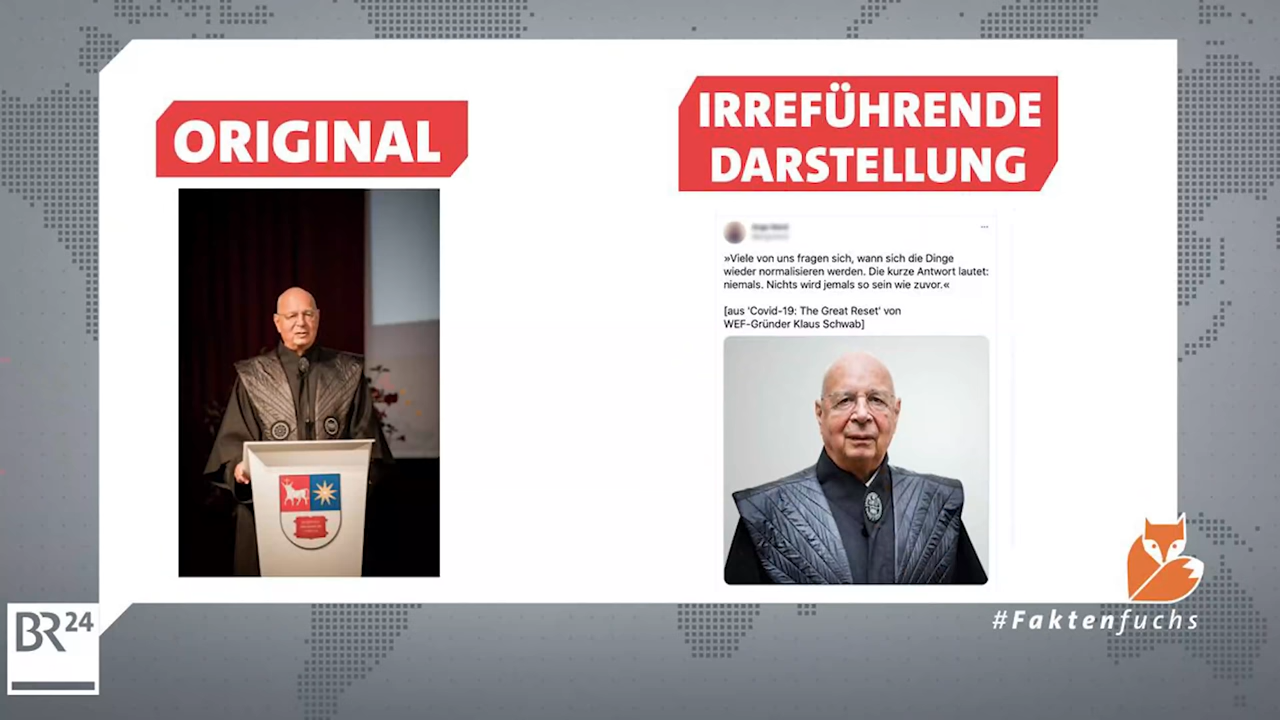 ORIGINAL
IRREFÜHRENDE
DARSTELLUNG
»Viele von uns fragen sich, wann sich die Dinge
wieder normalisieren werden. Die kurze Antwort lautet:
niemals. Nichts wird jemals so sein wie zuvor.«
[aus 'Covid-19: The Great Reset' von
WEF-Gründer Klaus Schwab]
#Faktenfuchs
BR24